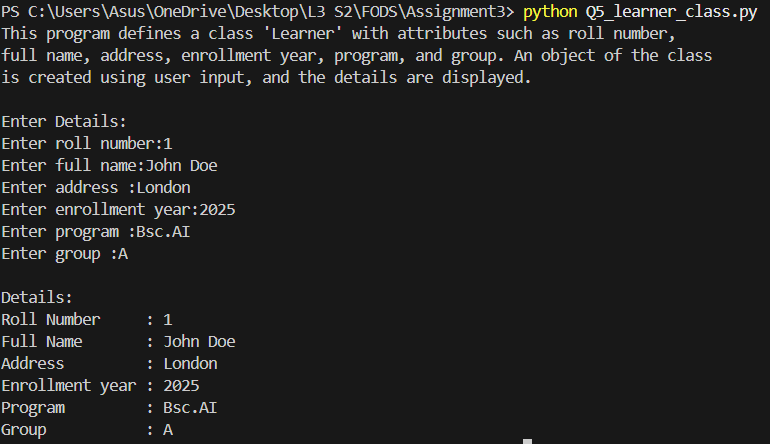 PS C:\Users\Asus\OneDrive\Desktop\L3 S2\FODS\Assignment3> python Q5_learner_class.py
This program defines a class 'Learner' with attributes such as roll number,
full name, address, enrollment year, program, and group. An object of the class
is created using user input, and the details are displayed.

Enter Details:
Enter roll number:1
Enter full name:John Doe
Enter address :London
Enter enrollment year:2025
Enter program :Bsc.AI
Enter group :A

Details:
Roll Number     : 1
Full Name       : John Doe
Address         : London
Enrollment year : 2025
Program         : Bsc.AI
Group           : A